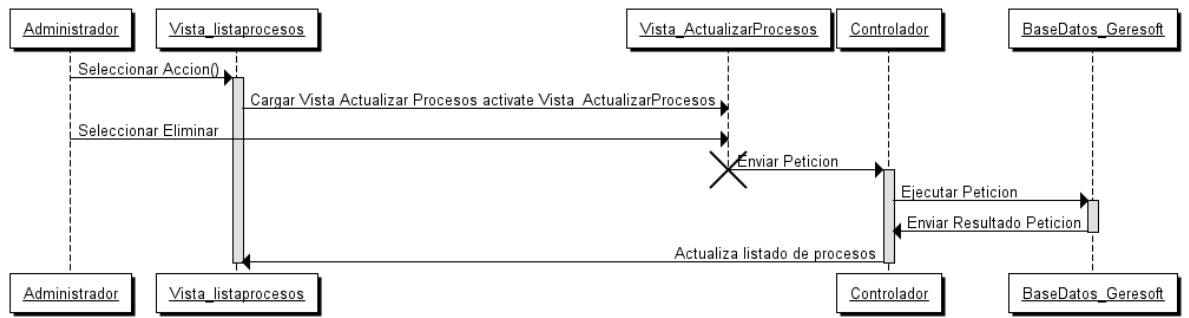 Administrador
Vista_listaprocesos
Vista_ActualizarProcesos
Controlador
BaseDatos_Geresoft
Seleccionar Accion()
Cargar Vista Actualizar Procesos activate Vista_ActualizarProcesos
Seleccionar Eliminar
Enviar Peticion
Ejecutar Peticion
Enviar Resultado Peticion
Actualiza listado de procesos
Administrador
Vista_listaprocesos
Controlador
BaseDatos_Geresoft